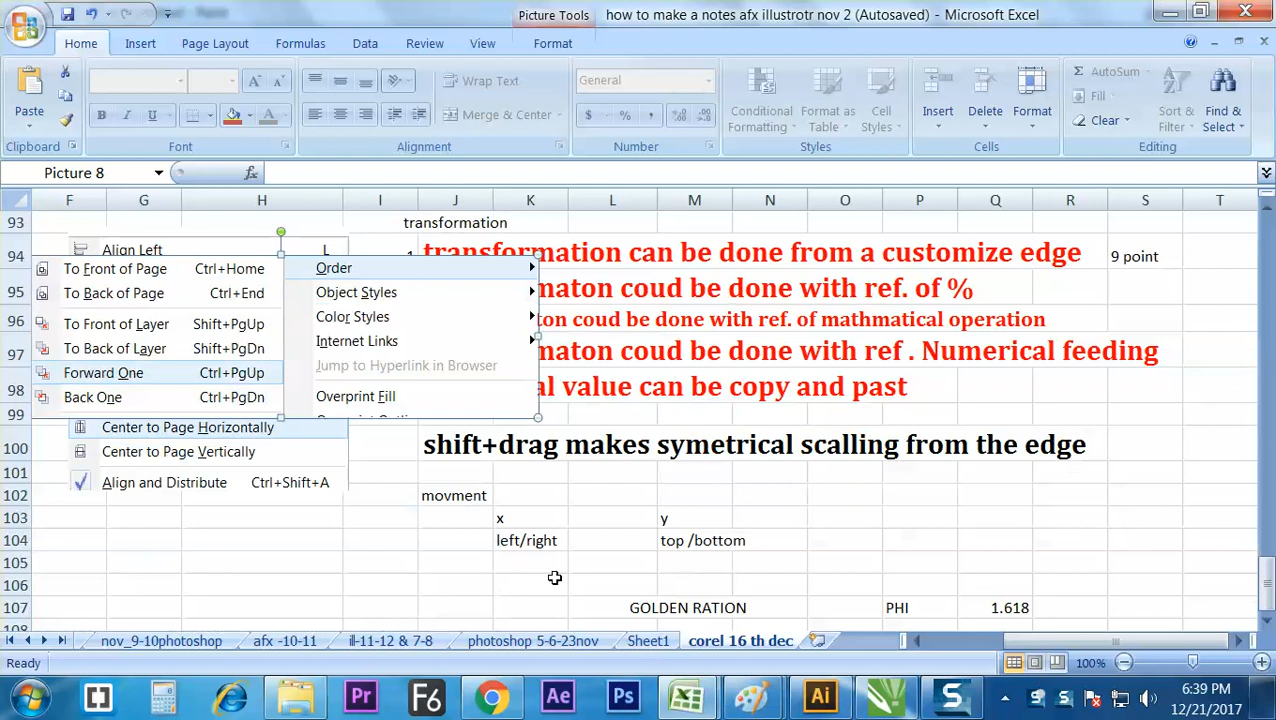 Picture Tools
how to make a notes afx illustrotr nov 2 (Autosaved) - Microsoft Excel
Home Insert Page Layout Formulas Data Review View Format
Paste
Wrap Text
Merge & Center
General
$ % ,
Conditional Formatting
Format as Table
Cell Styles
Insert Delete Format
Σ AutoSum
Fill
Clear
Sort & Filter
Find & Select
Clipboard Font Alignment Number Styles Cells Editing
Picture 8 fx
F G H I J K L M N O P Q R S T
93 transformation
Align Left L
94 1 transformation can be done from a customize edge 9 point
To Front of Page Ctrl+Home Order
To Back of Page Ctrl+End Object Styles
95 maton coud be done with ref. of %
To Front of Layer Shift+PgUp Color Styles
96 ton coud be done with ref. of mathmatical operation
To Back of Layer Shift+PgDn Internet Links
97 maton coud be done with ref . Numerical feeding
Forward One Ctrl+PgUp Jump to Hyperlink in Browser
98 al value can be copy and past
Back One Ctrl+PgDn Overprint Fill
99
Center to Page Horizontally
100 shift+drag makes symetrical scalling from the edge
Center to Page Vertically
101
Align and Distribute Ctrl+Shift+A
102 movment
103 x y
104 left/right top /bottom
105
106
107 GOLDEN RATION PHI 1.618
108
nov_9-10photoshop afx -10-11 il-11-12 & 7-8 photoshop 5-6-23nov Sheet1 corel 16 th dec
Ready 100%
Pr F6 Ae Ps Ai S
6:39 PM
12/21/2017